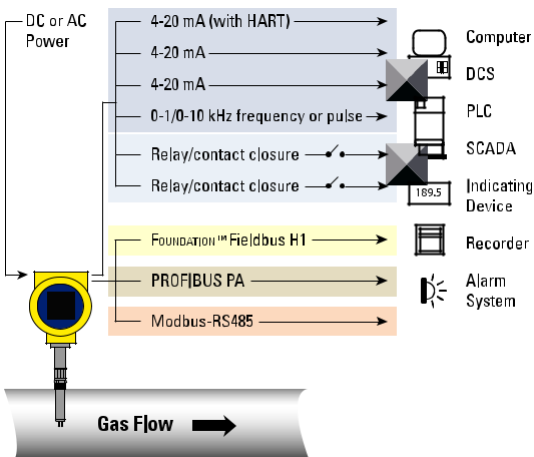 DC or AC
Power
4-20 mA (with HART)
4-20 mA
4-20 mA
0-1/0-10 kHz frequency or pulse
Relay/contact closure
Relay/contact closure
FOUNDATION™ Fieldbus H1
PROFIBUS PA
Modbus-RS485
Computer
DCS
PLC
SCADA
189.5
Indicating
Device
Recorder
Alarm
System
Gas Flow